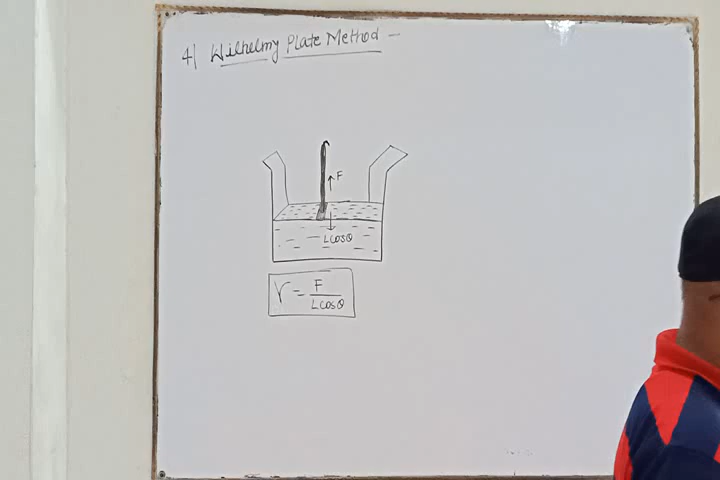 4) Wilhelmy Plate Method -
↑F
Lcosθ
γ = F / Lcosθ